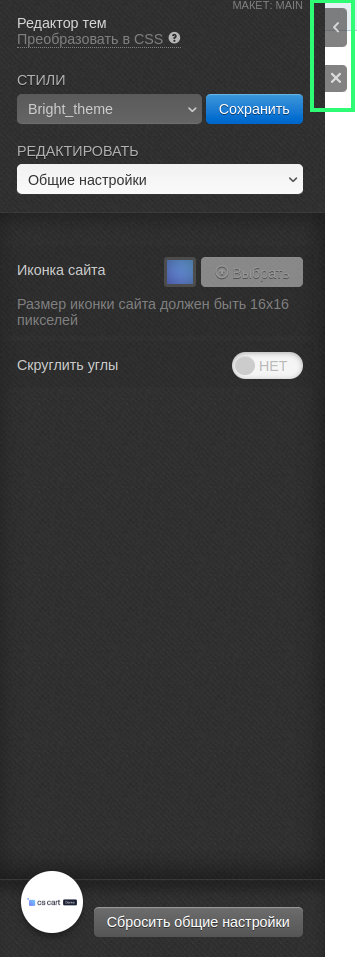 МАКЕТ: MAIN
Редактор тем
Преобразовать в CSS
СТИЛИ
Bright_theme
Сохранить
РЕДАКТИРОВАТЬ
Общие настройки
Иконка сайта
Выбрать
Размер иконки сайта должен быть 16x16
пикселей
Скруглить углы
НЕТ
cs cart
Сбросить общие настройки